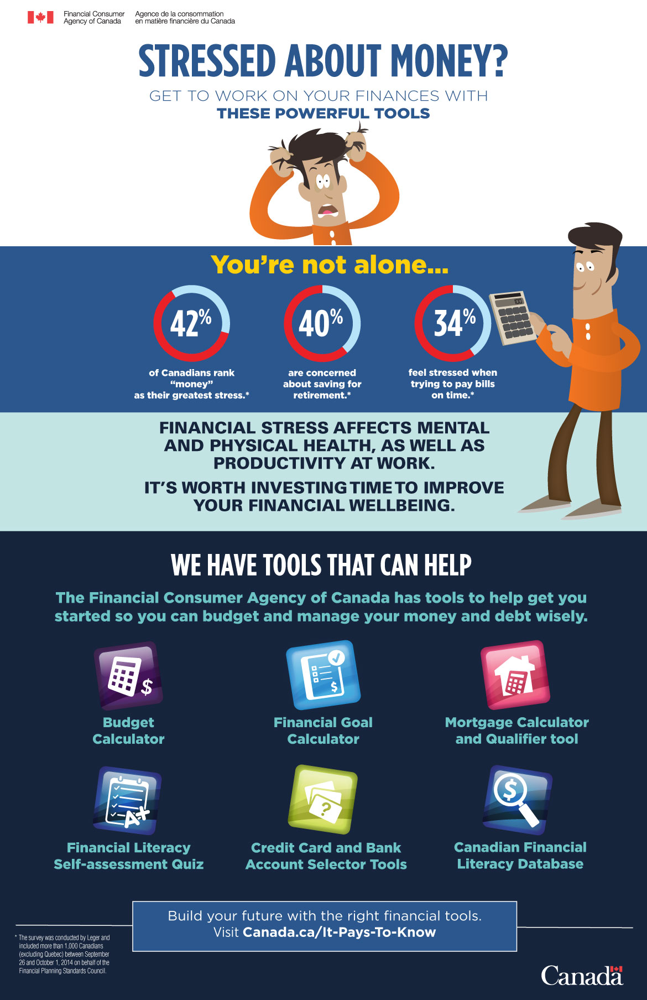 Financial Consumer
Agency of Canada
Agence de la consommation
en matière financière du Canada
STRESSED ABOUT MONEY?
GET TO WORK ON YOUR FINANCES WITH
THESE POWERFUL TOOLS
You're not alone...
42%
of Canadians rank
“money”
as their greatest stress.*
40%
are concerned
about saving for
retirement.*
34%
feel stressed when
trying to pay bills
on time.*
100
FINANCIAL STRESS AFFECTS MENTAL
AND PHYSICAL HEALTH, AS WELL AS
PRODUCTIVITY AT WORK.
IT'S WORTH INVESTING TIME TO IMPROVE
YOUR FINANCIAL WELLBEING.
WE HAVE TOOLS THAT CAN HELP
The Financial Consumer Agency of Canada has tools to help get you
started so you can budget and manage your money and debt wisely.
$
Budget
Calculator
$
Financial Goal
Calculator
Mortgage Calculator
and Qualifier tool
A+
Financial Literacy
Self-assessment Quiz
?
Credit Card and Bank
Account Selector Tools
$
Canadian Financial
Literacy Database
Build your future with the right financial tools.
Visit Canada.ca/It-Pays-To-Know
* The survey was conducted by Leger and
included more than 1,000 Canadians
(excluding Quebec) between September
26 and October 1, 2014 on behalf of the
Financial Planning Standards Council.
Canada